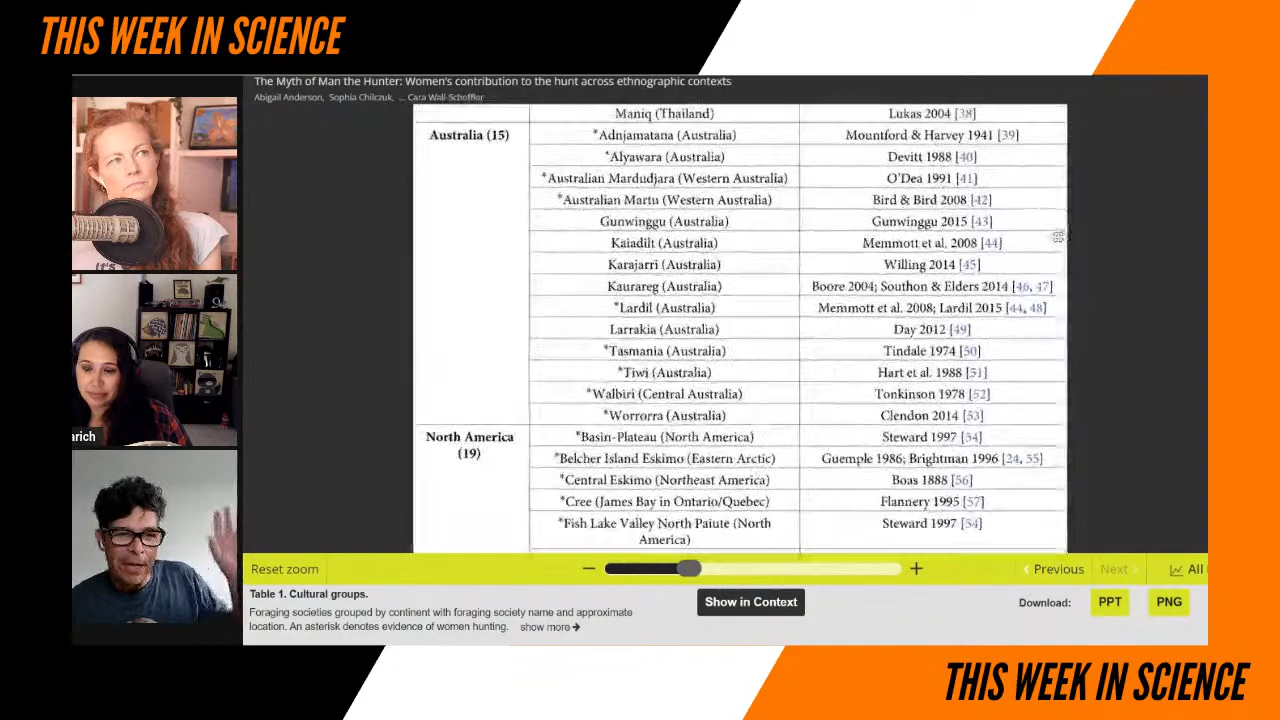 THIS WEEK IN SCIENCE
The Myth of Man the Hunter: Women's contribution to the hunt across ethnographic contexts
Abigail Anderson, Sophia Chilczuk, ... Cara Wall-Scheffler
Maniq (Thailand) Lukas 2004 [38]
Australia (15) *Adnjamatana (Australia) Mountford & Harvey 1941 [39]
*Alyawara (Australia) Devitt 1988 [40]
*Australian Mardudjara (Western Australia) O'Dea 1991 [41]
*Australian Martu (Western Australia) Bird & Bird 2008 [42]
Gunwinggu (Australia) Gunwinggu 2015 [43]
Kaiadilt (Australia) Memmott et al. 2008 [44]
Karajarri (Australia) Willing 2014 [45]
Kaurareg (Australia) Boore 2004; Southon & Elders 2014 [46, 47]
*Lardil (Australia) Memmott et al. 2008; Lardil 2015 [44, 48]
Larrakia (Australia) Day 2012 [49]
*Tasmania (Australia) Tindale 1974 [50]
*Tiwi (Australia) Hart et al. 1988 [51]
*Walbiri (Central Australia) Tonkinson 1978 [52]
*Worrorra (Australia) Clendon 2014 [53]
North America (19) *Basin-Plateau (North America) Steward 1997 [54]
*Belcher Island Eskimo (Eastern Arctic) Guemple 1986; Brightman 1996 [24, 55]
*Central Eskimo (Northeast America) Boas 1888 [56]
*Cree (James Bay in Ontario/Quebec) Flannery 1995 [57]
*Fish Lake Valley North Paiute (North America) Steward 1997 [54]
arich
Reset zoom − + Previous Next All
Table 1. Cultural groups.
Foraging societies grouped by continent with foraging society name and approximate
location. An asterisk denotes evidence of women hunting. show more
Show in Context
Download: PPT PNG
THIS WEEK IN SCIENCE